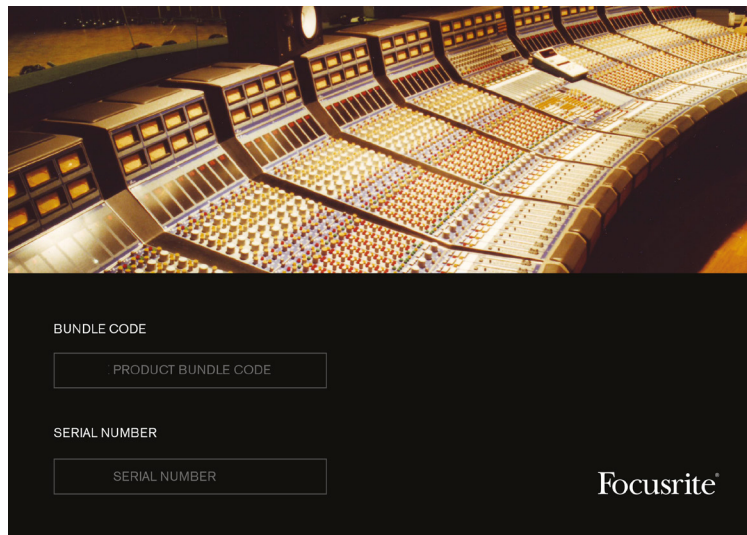 BUNDLE CODE
PRODUCT BUNDLE CODE
SERIAL NUMBER
SERIAL NUMBER
Focusrite®